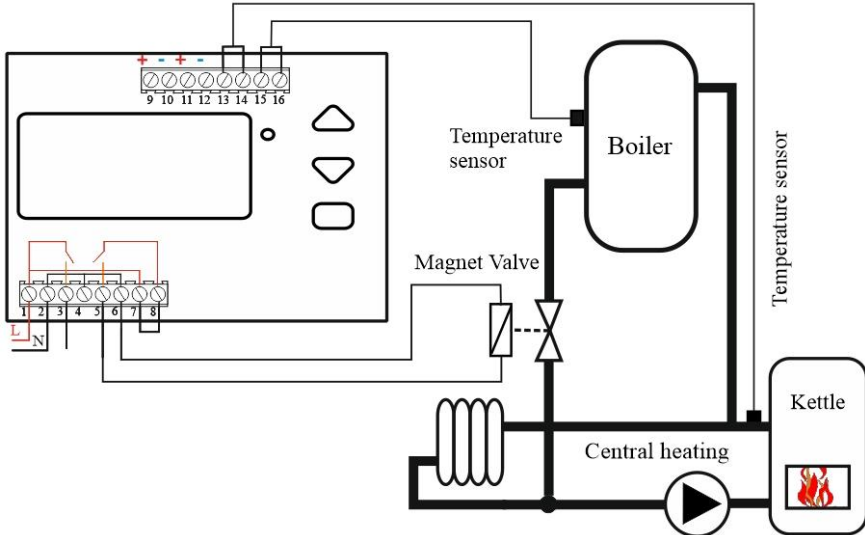 + - + -
9 10 11 12 13 14 15 16
Temperature
sensor
Boiler
Temperature sensor
Magnet Valve
1 2 3 4 5 6 7 8
L
N
Kettle
Central heating